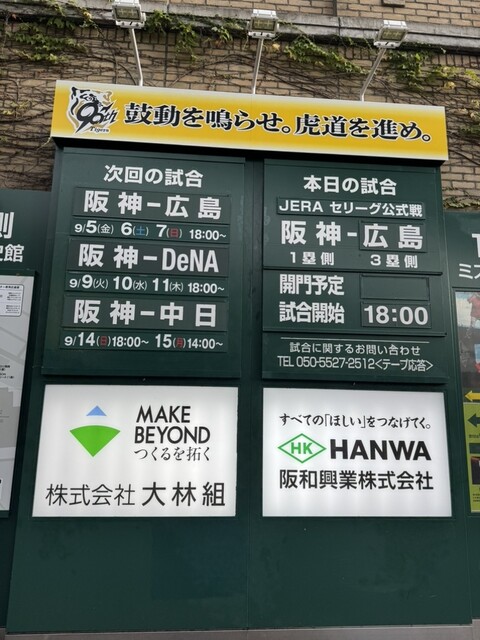 90th
Tigers
鼓動を鳴らせ。虎道を進め。
次回の試合
阪神－広島
9/5(金) 6(土) 7(日) 18:00～
阪神－DeNA
9/9(火) 10(水) 11(木) 18:00～
阪神－中日
9/14(日)18:00～ 15(月)14:00～
本日の試合
JERA セリーグ公式戦
阪神－広島
1塁側 3塁側
開門予定
試合開始 18:00
試合に関するお問い合わせ
TEL 050-5527-2512<テープ応答>
MAKE
BEYOND
つくるを拓く
株式会社 大林組
すべての「ほしい」をつなげてく。
HK HANWA
阪和興業株式会社
側
館
ミズ